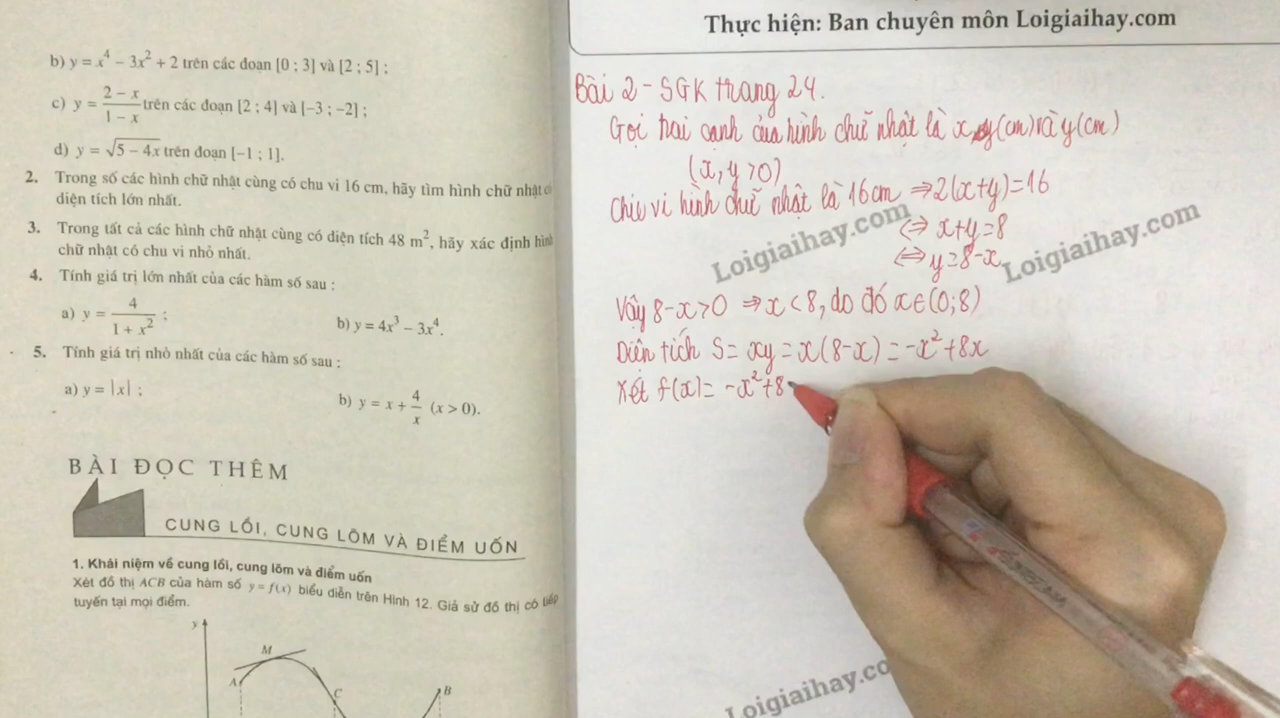 b) y = x⁴ – 3x² + 2 trên các đoạn [0 ; 3] và [2 ; 5] ;
c) y = (2 – x)/(1 – x) trên các đoạn [2 ; 4] và [–3 ; –2] ;
d) y = √(5 – 4x) trên đoạn [–1 ; 1].
2. Trong số các hình chữ nhật cùng có chu vi 16 cm, hãy tìm hình chữ nhật
diện tích lớn nhất.
3. Trong tất cả các hình chữ nhật cùng có diện tích 48 m², hãy xác định hình
chữ nhật có chu vi nhỏ nhất.
4. Tính giá trị lớn nhất của các hàm số sau :
a) y = 4/(1 + x²) ; b) y = 4x³ – 3x⁴.
5. Tính giá trị nhỏ nhất của các hàm số sau :
a) y = |x| ; b) y = x + 4/x (x > 0).
BÀI ĐỌC THÊM
CUNG LỒI, CUNG LÕM VÀ ĐIỂM UỐN
1. Khái niệm về cung lồi, cung lõm và điểm uốn
Xét đồ thị ACB của hàm số y = f(x) biểu diễn trên Hình 12. Giả sử đồ thị có tiếp
tuyến tại mọi điểm.
y
M
A
C
B
Thực hiện: Ban chuyên môn Loigiaihay.com
Bài 2 - SGK trang 24.
Gọi hai cạnh của hình chữ nhật là x (cm) và y (cm)
(x, y > 0)
Chu vi hình chữ nhật là 16 cm ⇒ 2(x+y) = 16
⇔ x+y = 8
⇔ y = 8-x
Vậy 8-x > 0 ⇒ x < 8, do đó x ∈ (0; 8)
Diện tích S = xy = x(8-x) = -x² + 8x
Xét f(x) = -x² + 8
Loigiaihay.com
Loigiaihay.com
Loigiaihay.co